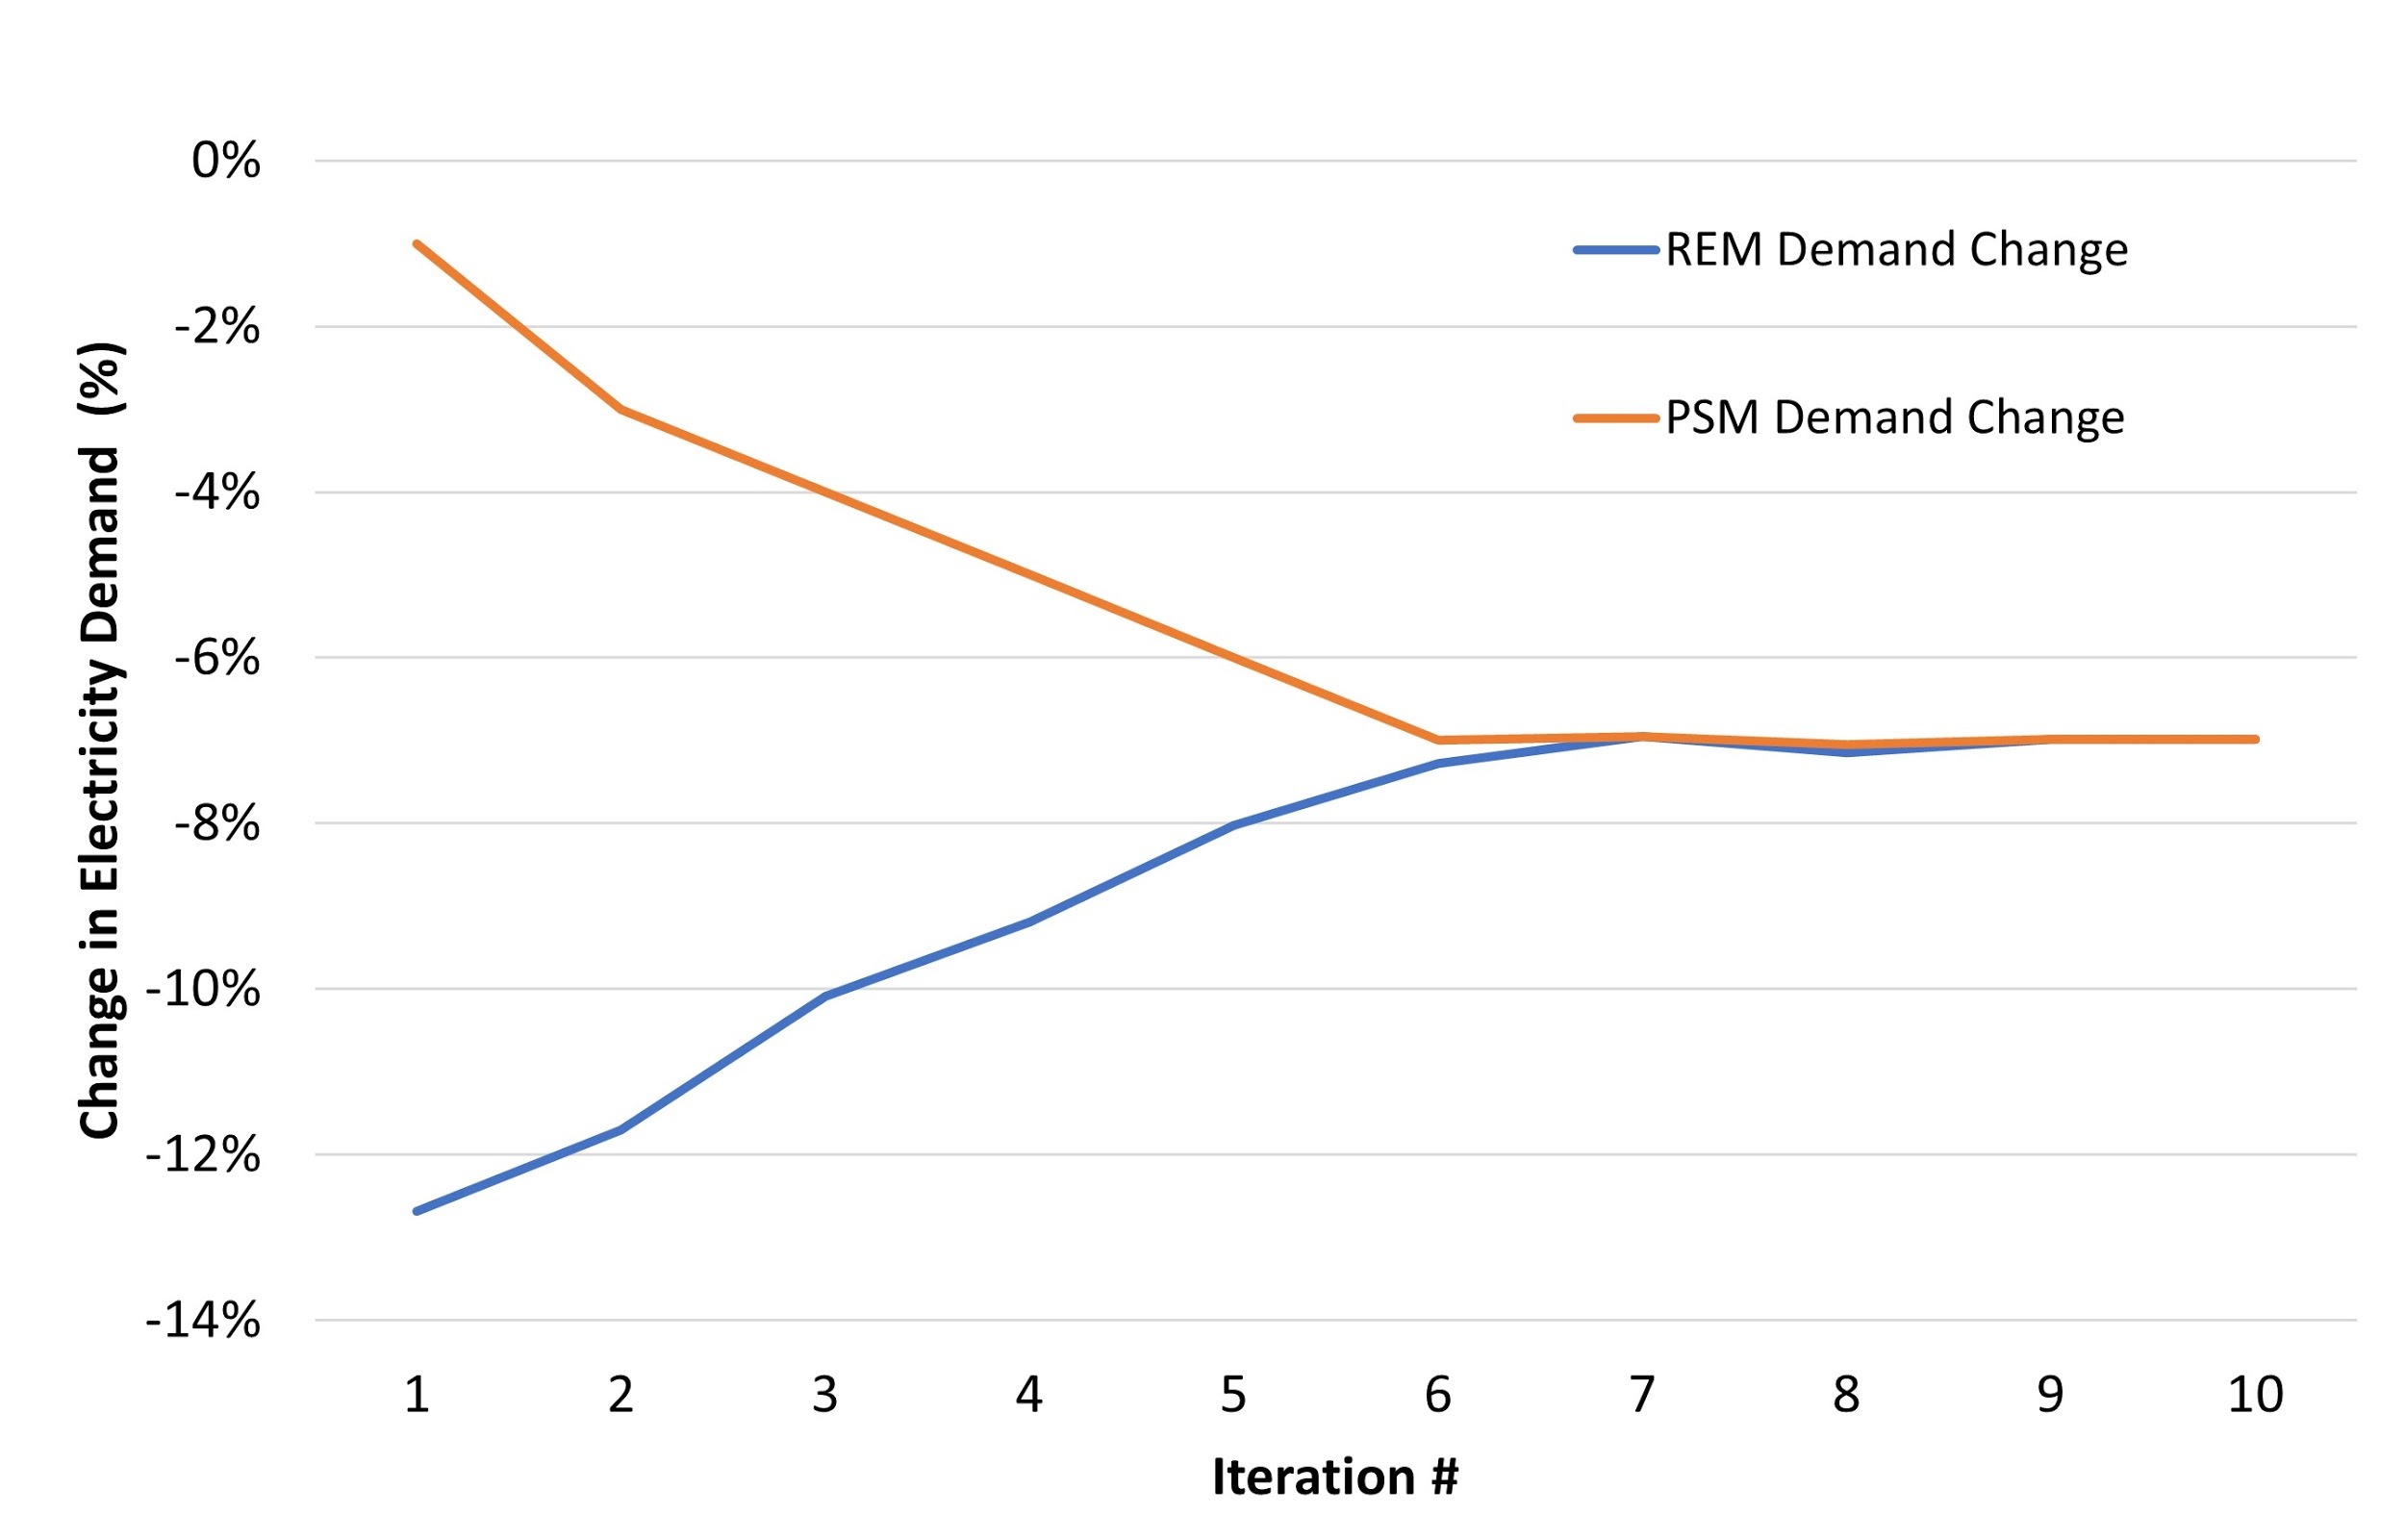 0%
-2%
-4%
-6%
-8%
-10%
-12%
-14%
Change in Electricity Demand (%)
REM Demand Change
PSM Demand Change
1 2 3 4 5 6 7 8 9 10
Iteration #